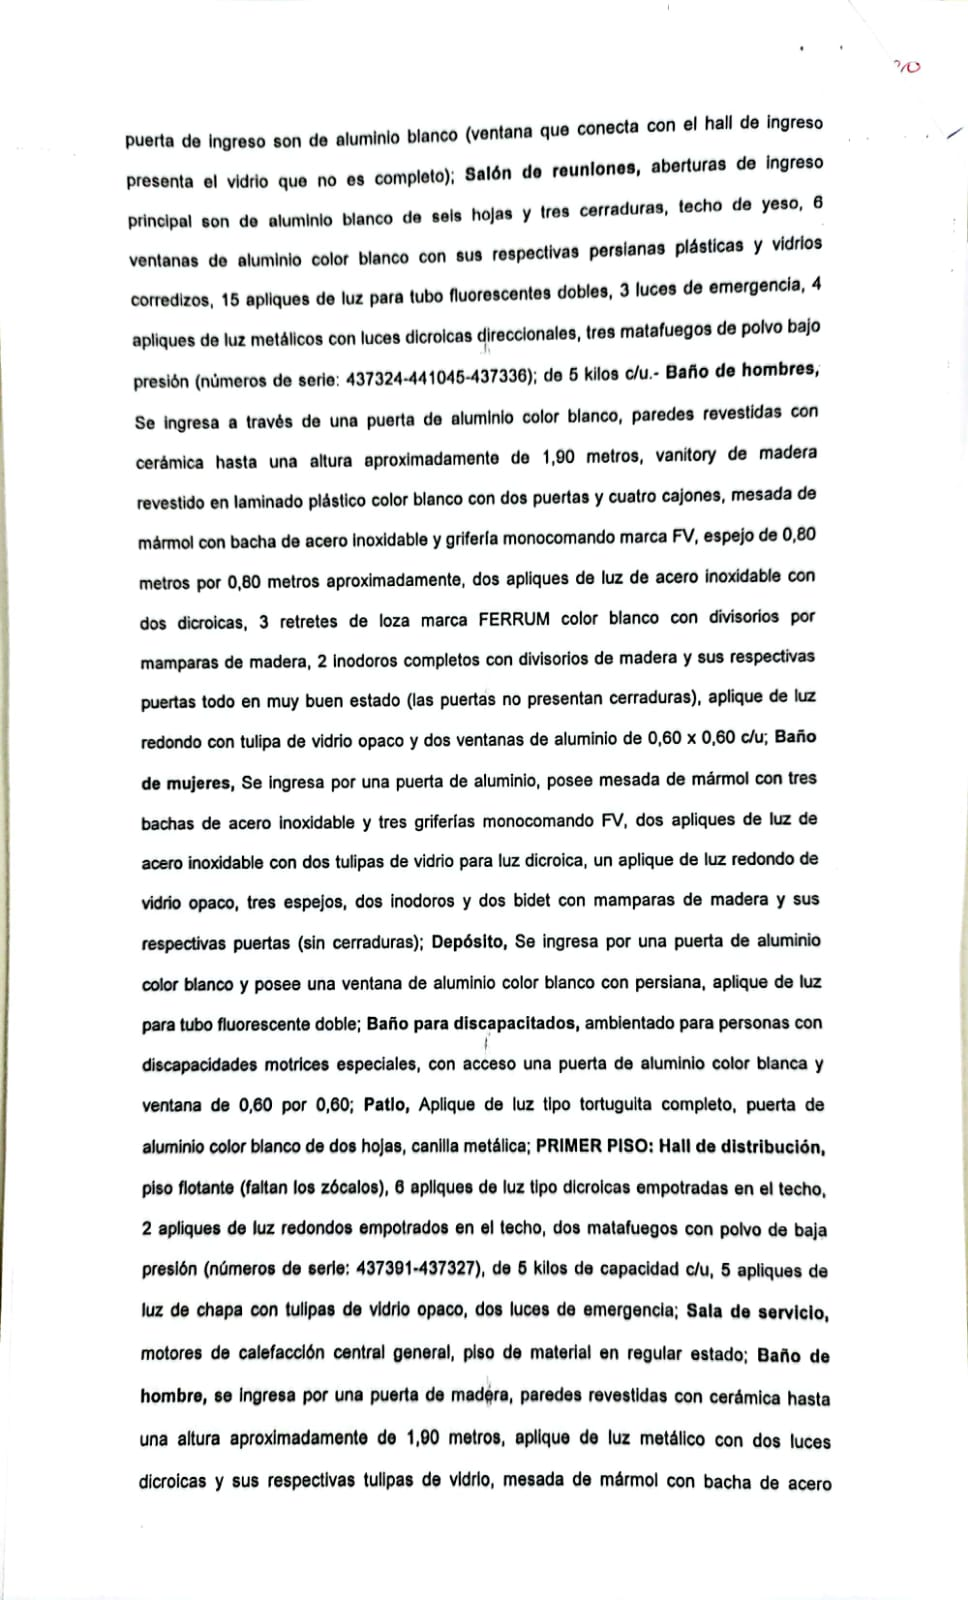 puerta de ingreso son de aluminio blanco (ventana que conecta con el hall de ingreso
presenta el vidrio que no es completo); Salón de reuniones, aberturas de ingreso
principal son de aluminio blanco de seis hojas y tres cerraduras, techo de yeso, 6
ventanas de aluminio color blanco con sus respectivas persianas plásticas y vidrios
corredizos, 15 apliques de luz para tubo fluorescentes dobles, 3 luces de emergencia, 4
apliques de luz metálicos con luces dicroicas direccionales, tres matafuegos de polvo bajo
presión (números de serie: 437324-441045-437336); de 5 kilos c/u.- Baño de hombres,
Se ingresa a través de una puerta de aluminio color blanco, paredes revestidas con
cerámica hasta una altura aproximadamente de 1,90 metros, vanitory de madera
revestido en laminado plástico color blanco con dos puertas y cuatro cajones, mesada de
mármol con bacha de acero inoxidable y grifería monocomando marca FV, espejo de 0,80
metros por 0,80 metros aproximadamente, dos apliques de luz de acero inoxidable con
dos dicroicas, 3 retretes de loza marca FERRUM color blanco con divisorios por
mamparas de madera, 2 inodoros completos con divisorios de madera y sus respectivas
puertas todo en muy buen estado (las puertas no presentan cerraduras), aplique de luz
redondo con tulipa de vidrio opaco y dos ventanas de aluminio de 0,60 x 0,60 c/u; Baño
de mujeres, Se ingresa por una puerta de aluminio, posee mesada de mármol con tres
bachas de acero inoxidable y tres griferías monocomando FV, dos apliques de luz de
acero inoxidable con dos tulipas de vidrio para luz dicroica, un aplique de luz redondo de
vidrio opaco, tres espejos, dos inodoros y dos bidet con mamparas de madera y sus
respectivas puertas (sin cerraduras); Depósito, Se ingresa por una puerta de aluminio
color blanco y posee una ventana de aluminio color blanco con persiana, aplique de luz
para tubo fluorescente doble; Baño para discapacitados, ambientado para personas con
discapacidades motrices especiales, con acceso una puerta de aluminio color blanca y
ventana de 0,60 por 0,60; Patio, Aplique de luz tipo tortuguita completo, puerta de
aluminio color blanco de dos hojas, canilla metálica; PRIMER PISO: Hall de distribución,
piso flotante (faltan los zócalos), 6 apliques de luz tipo dicroicas empotradas en el techo,
2 apliques de luz redondos empotrados en el techo, dos matafuegos con polvo de baja
presión (números de serie: 437391-437327), de 5 kilos de capacidad c/u, 5 apliques de
luz de chapa con tulipas de vidrio opaco, dos luces de emergencia; Sala de servicio,
motores de calefacción central general, piso de material en regular estado; Baño de
hombre, se ingresa por una puerta de madera, paredes revestidas con cerámica hasta
una altura aproximadamente de 1,90 metros, aplique de luz metálico con dos luces
dicroicas y sus respectivas tulipas de vidrio, mesada de mármol con bacha de acero